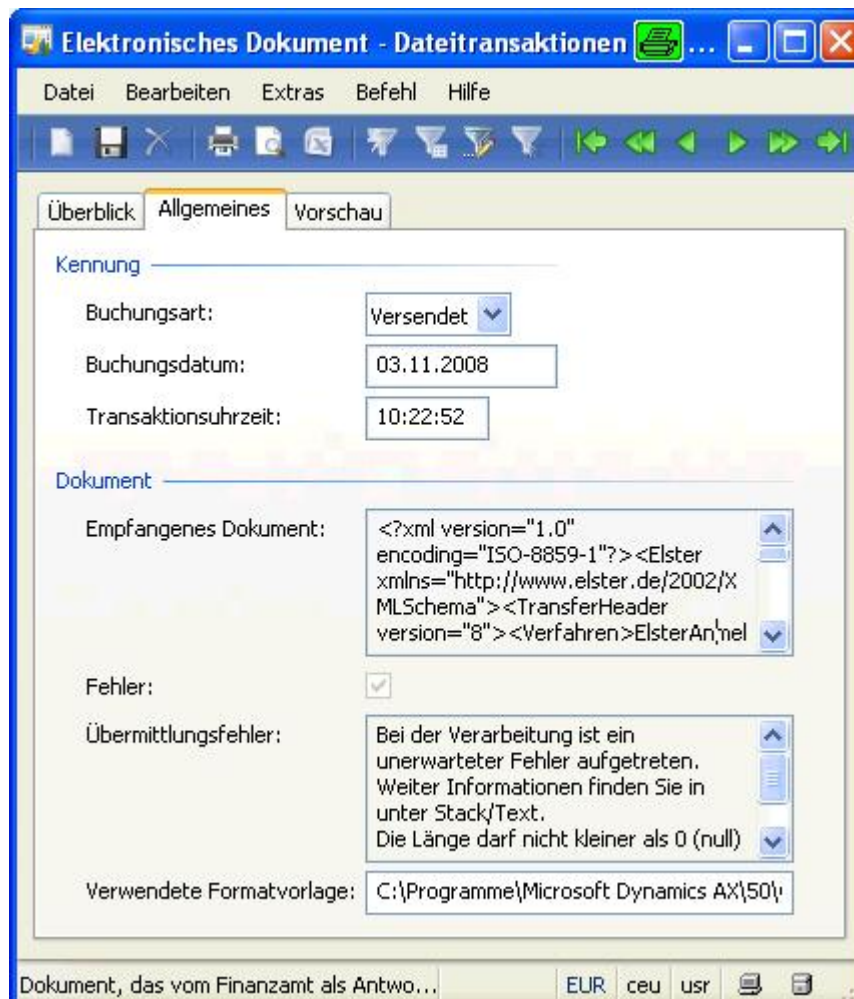 Elektronisches Dokument - Dateitransaktionen ...
Datei Bearbeiten Extras Befehl Hilfe
Überblick Allgemeines Vorschau
Kennung
Buchungsart: Versendet
Buchungsdatum: 03.11.2008
Transaktionsuhrzeit: 10:22:52
Dokument
Empfangenes Dokument: <?xml version="1.0"
encoding="ISO-8859-1"?><Elster
xmlns="http://www.elster.de/2002/X
MLSchema"><TransferHeader
version="8"><Verfahren>ElsterAnmel
Fehler:
Übermittlungsfehler: Bei der Verarbeitung ist ein
unerwarteter Fehler aufgetreten.
Weiter Informationen finden Sie in
unter Stack/Text.
Die Länge darf nicht kleiner als 0 (null)
Verwendete Formatvorlage: C:\Programme\Microsoft Dynamics AX\50\
Dokument, das vom Finanzamt als Antwo... EUR ceu usr